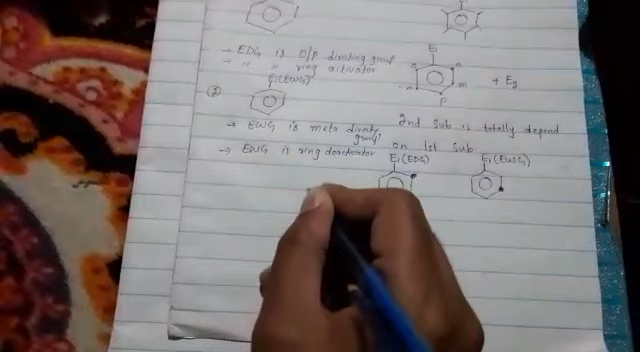 → EDG is O/P directing group
→ " " ring activator
E1
o o
m m
P
+ E2
② E1(EWG)
→ EWG is meta directing group
2nd sub is totally depend
on 1st sub.
→ EWG is ring deactivator
E1(EDG) E1(EWG)